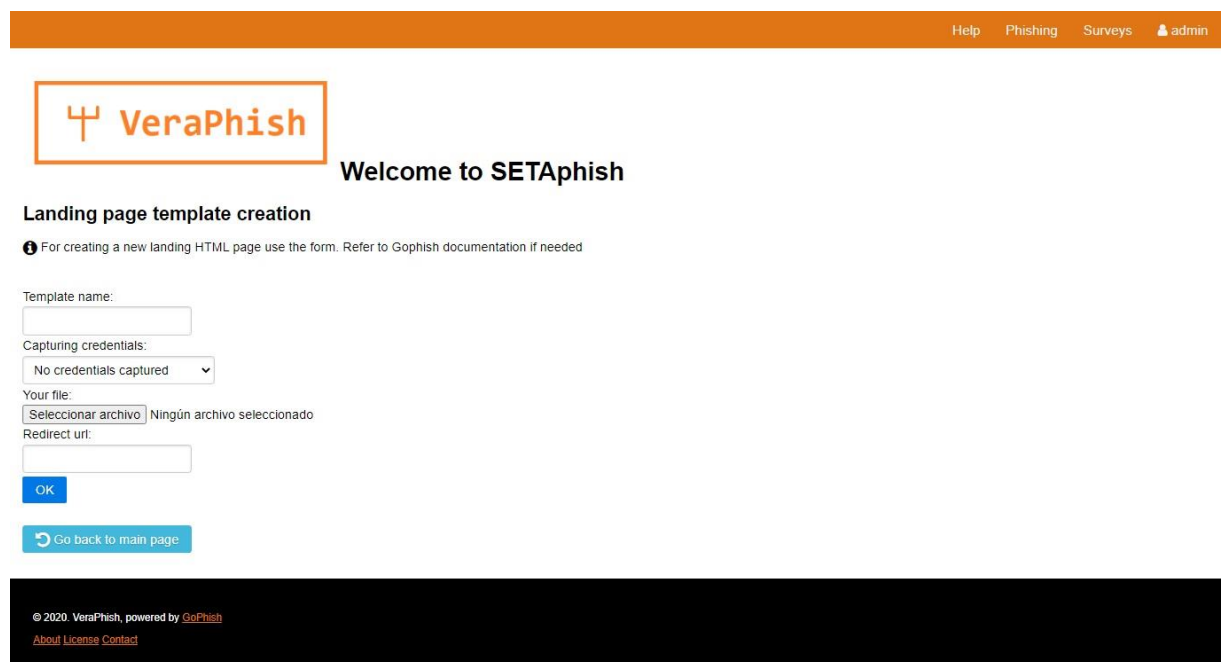 Help Phishing Surveys admin
VeraPhish
Welcome to SETAphish
Landing page template creation
For creating a new landing HTML page use the form. Refer to Gophish documentation if needed
Template name:
Capturing credentials:
No credentials captured
Your file:
Seleccionar archivo Ningún archivo seleccionado
Redirect url:
OK
Go back to main page
© 2020. VeraPhish, powered by GoPhish
About License Contact